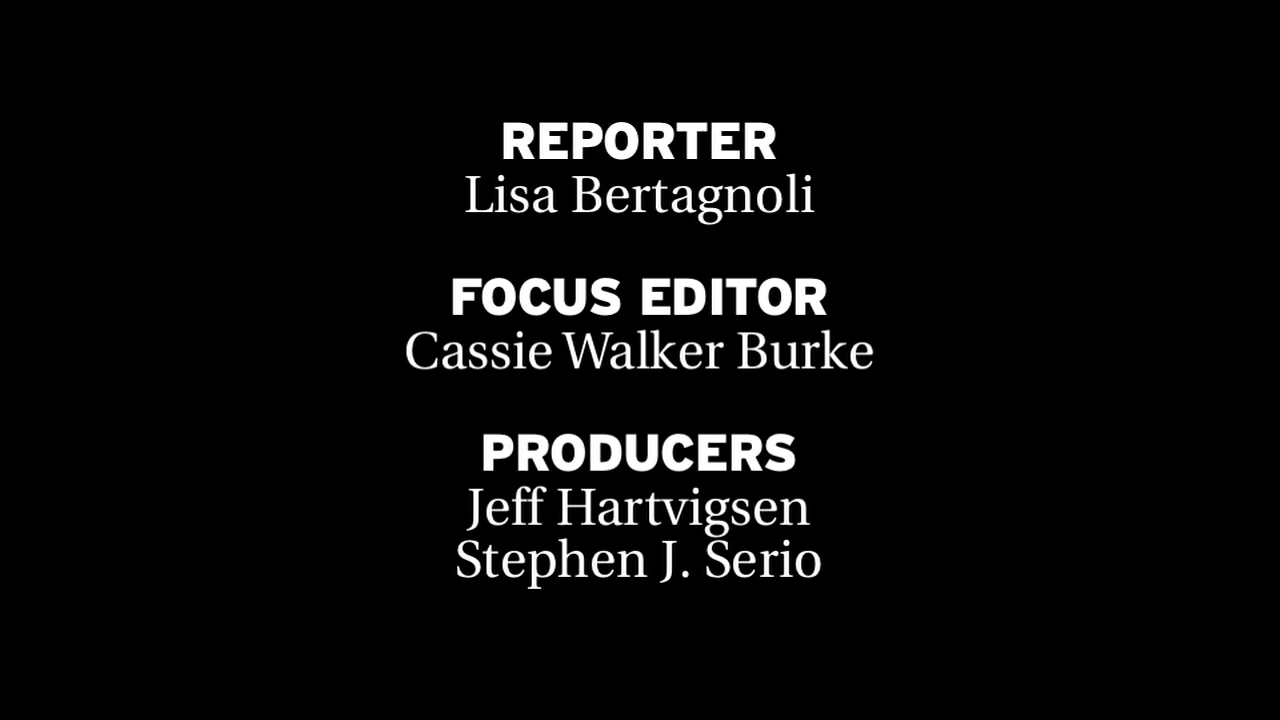 REPORTER
Lisa Bertagnoli
FOCUS EDITOR
Cassie Walker Burke
PRODUCERS
Jeff Hartvigsen
Stephen J. Serio